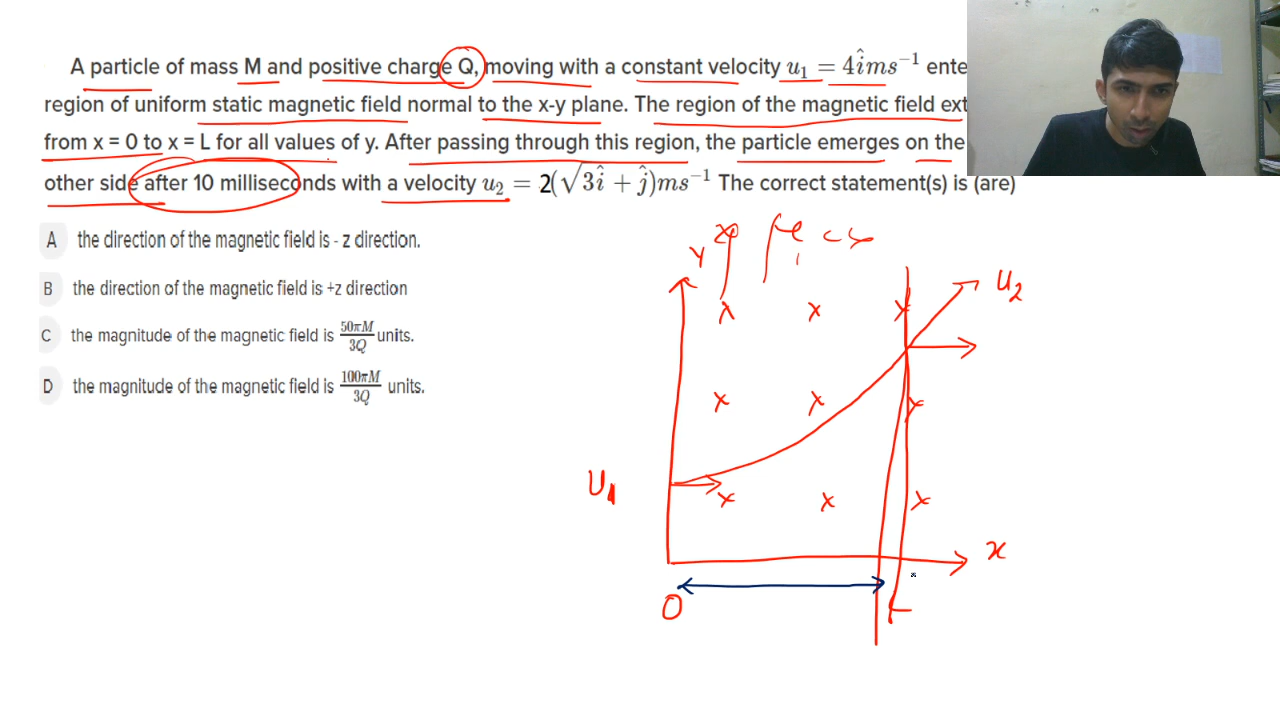 A particle of mass M and positive charge Q, moving with a constant velocity u₁ = 4îms⁻¹ ente
region of uniform static magnetic field normal to the x-y plane. The region of the magnetic field ext
from x = 0 to x = L for all values of y. After passing through this region, the particle emerges on the
other side after 10 milliseconds with a velocity u₂ = 2(√3î + ĵ)ms⁻¹ The correct statement(s) is (are)
A the direction of the magnetic field is - z direction.
B the direction of the magnetic field is +z direction
C the magnitude of the magnetic field is 50πM/3Q units.
D the magnitude of the magnetic field is 100πM/3Q units.
Y
x x x
U₂
x x x
U₁
x x x
x
O L